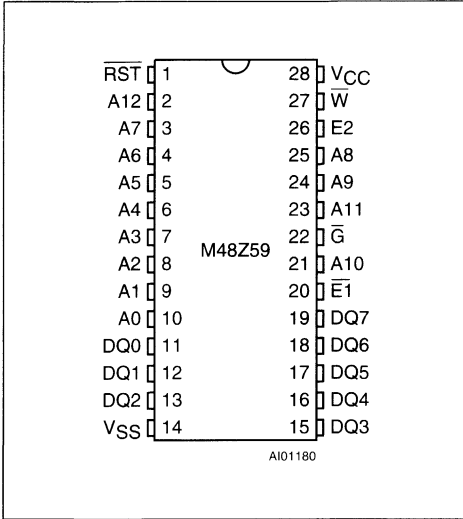 R̅S̅T̅ 1 28 VCC
A12 2 27 W̅
A7 3 26 E2
A6 4 25 A8
A5 5 24 A9
A4 6 23 A11
A3 7 22 G̅
M48Z59
A2 8 21 A10
A1 9 20 E̅1̅
A0 10 19 DQ7
DQ0 11 18 DQ6
DQ1 12 17 DQ5
DQ2 13 16 DQ4
VSS 14 15 DQ3
AI01180